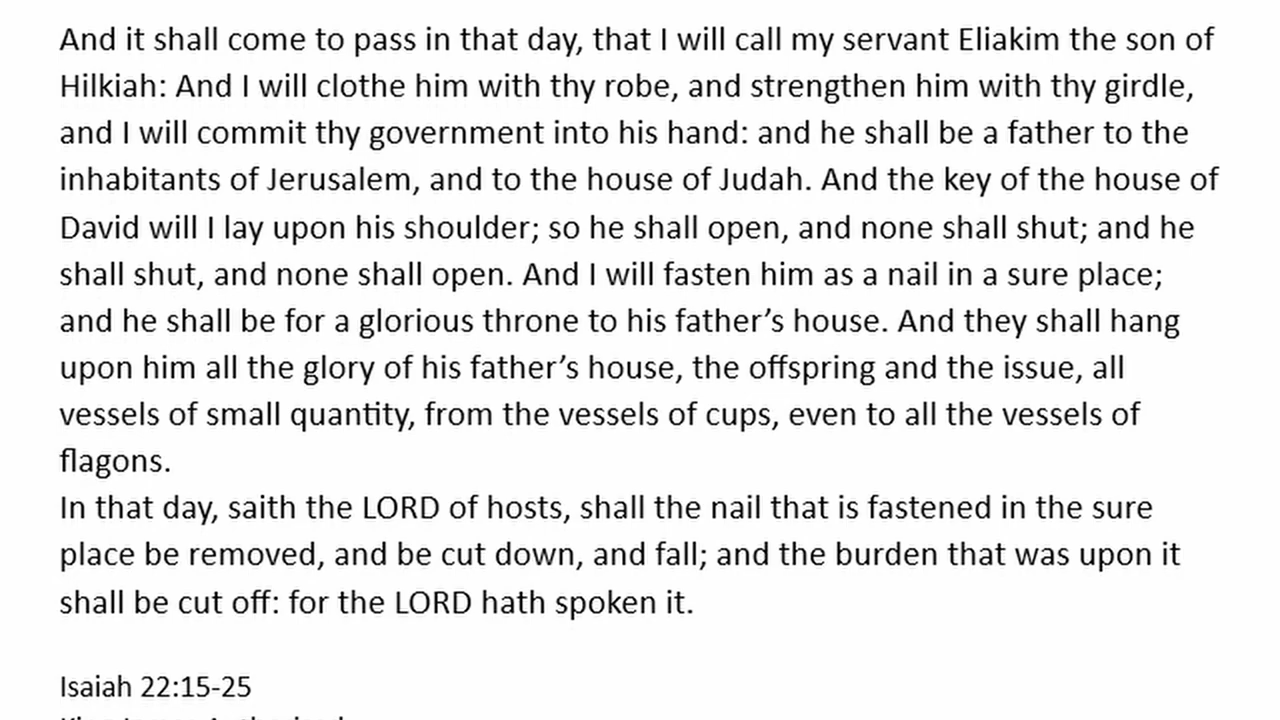 And it shall come to pass in that day, that I will call my servant Eliakim the son of
Hilkiah: And I will clothe him with thy robe, and strengthen him with thy girdle,
and I will commit thy government into his hand: and he shall be a father to the
inhabitants of Jerusalem, and to the house of Judah. And the key of the house of
David will I lay upon his shoulder; so he shall open, and none shall shut; and he
shall shut, and none shall open. And I will fasten him as a nail in a sure place;
and he shall be for a glorious throne to his father’s house. And they shall hang
upon him all the glory of his father’s house, the offspring and the issue, all
vessels of small quantity, from the vessels of cups, even to all the vessels of
flagons.
In that day, saith the LORD of hosts, shall the nail that is fastened in the sure
place be removed, and be cut down, and fall; and the burden that was upon it
shall be cut off: for the LORD hath spoken it.
Isaiah 22:15-25